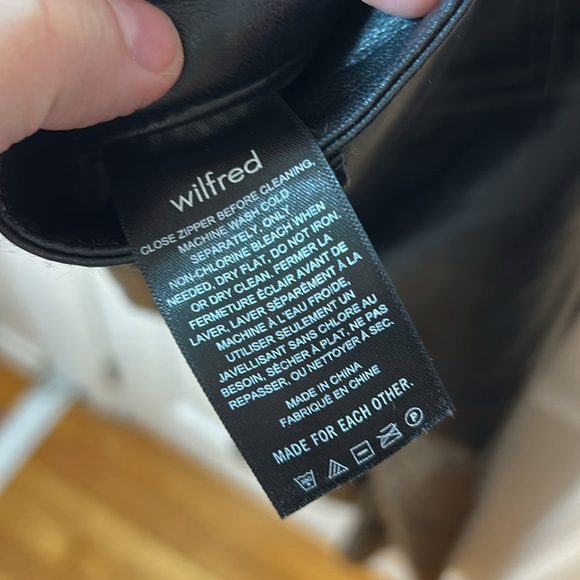 wilfred
CLOSE ZIPPER BEFORE CLEANING,
MACHINE WASH COLD
SEPARATELY, ONLY
NON-CHLORINE BLEACH WHEN
NEEDED. DRY FLAT. DO NOT IRON.
OR DRY CLEAN. FERMER LA
FERMETURE ÉCLAIR AVANT DE
LAVER, LAVER SÉPARÉMENT À LA
MACHINE À L'EAU FROIDE,
UTILISER SEULEMENT UN
JAVELLISANT SANS CHLORE AU
BESOIN, SÉCHER À PLAT, NE PAS
REPASSER, OU NETTOYER À SEC.
MADE IN CHINA
FABRIQUÉ EN CHINE
MADE FOR EACH OTHER.
P